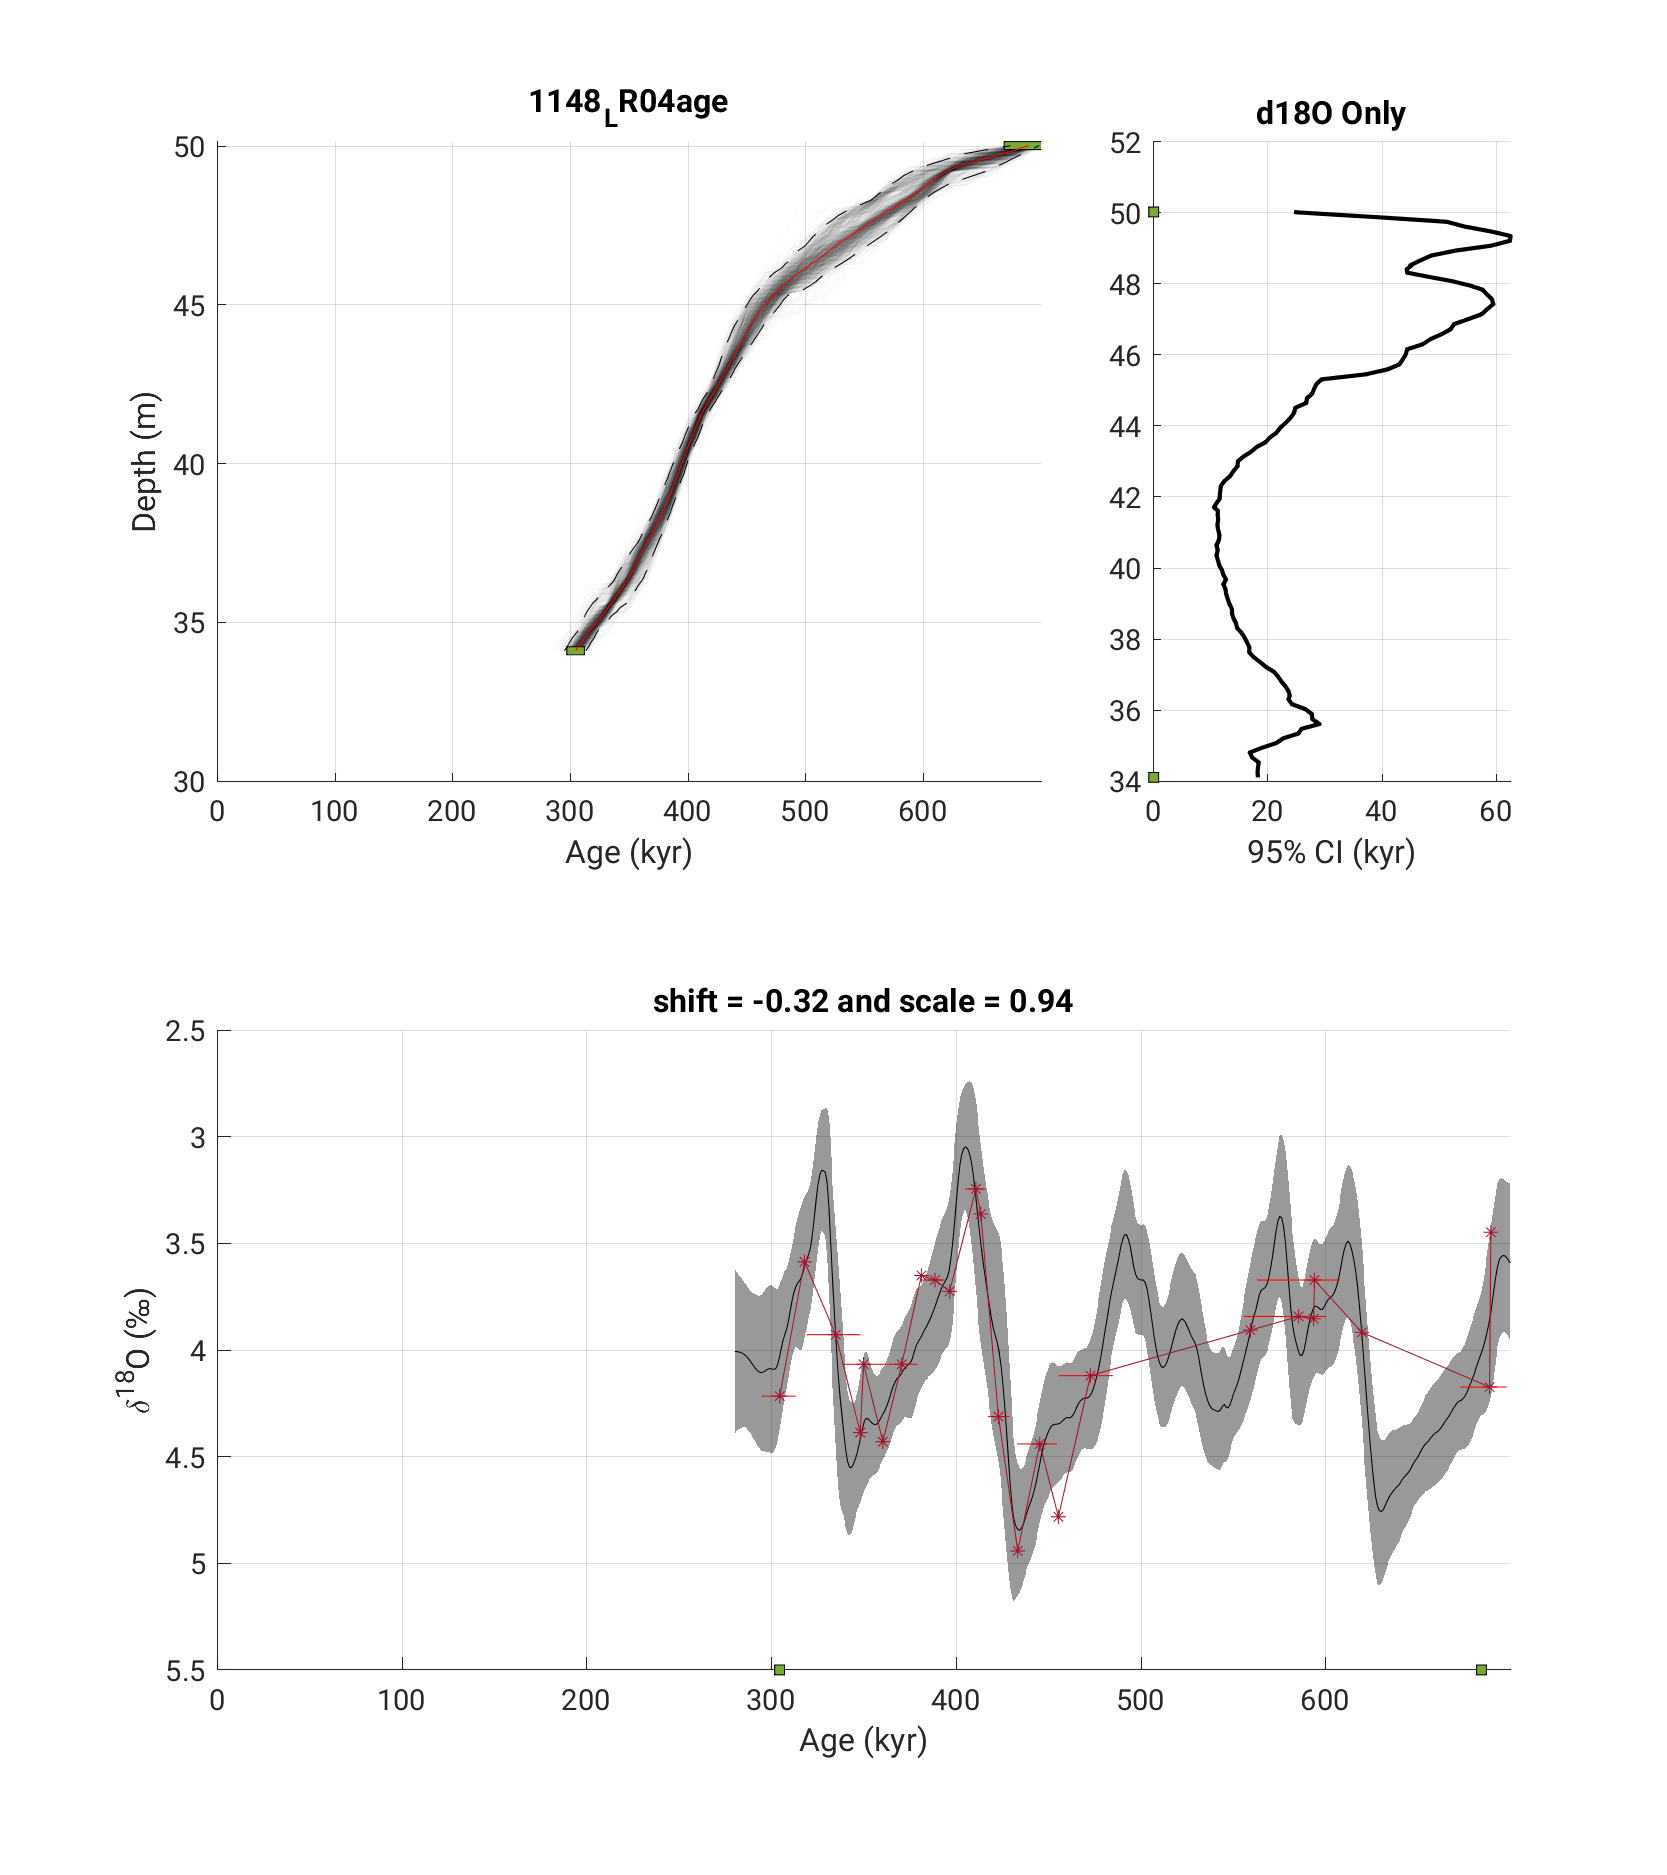 1148LR04age
50
45
40
35
30
Depth (m)
0 100 200 300 400 500 600
Age (kyr)
d18O Only
52
50
48
46
44
42
40
38
36
34
0 20 40 60
95% CI (kyr)
shift = -0.32 and scale = 0.94
2.5
3
3.5
4
4.5
5
5.5
δ18O (‰)
0 100 200 300 400 500 600
Age (kyr)